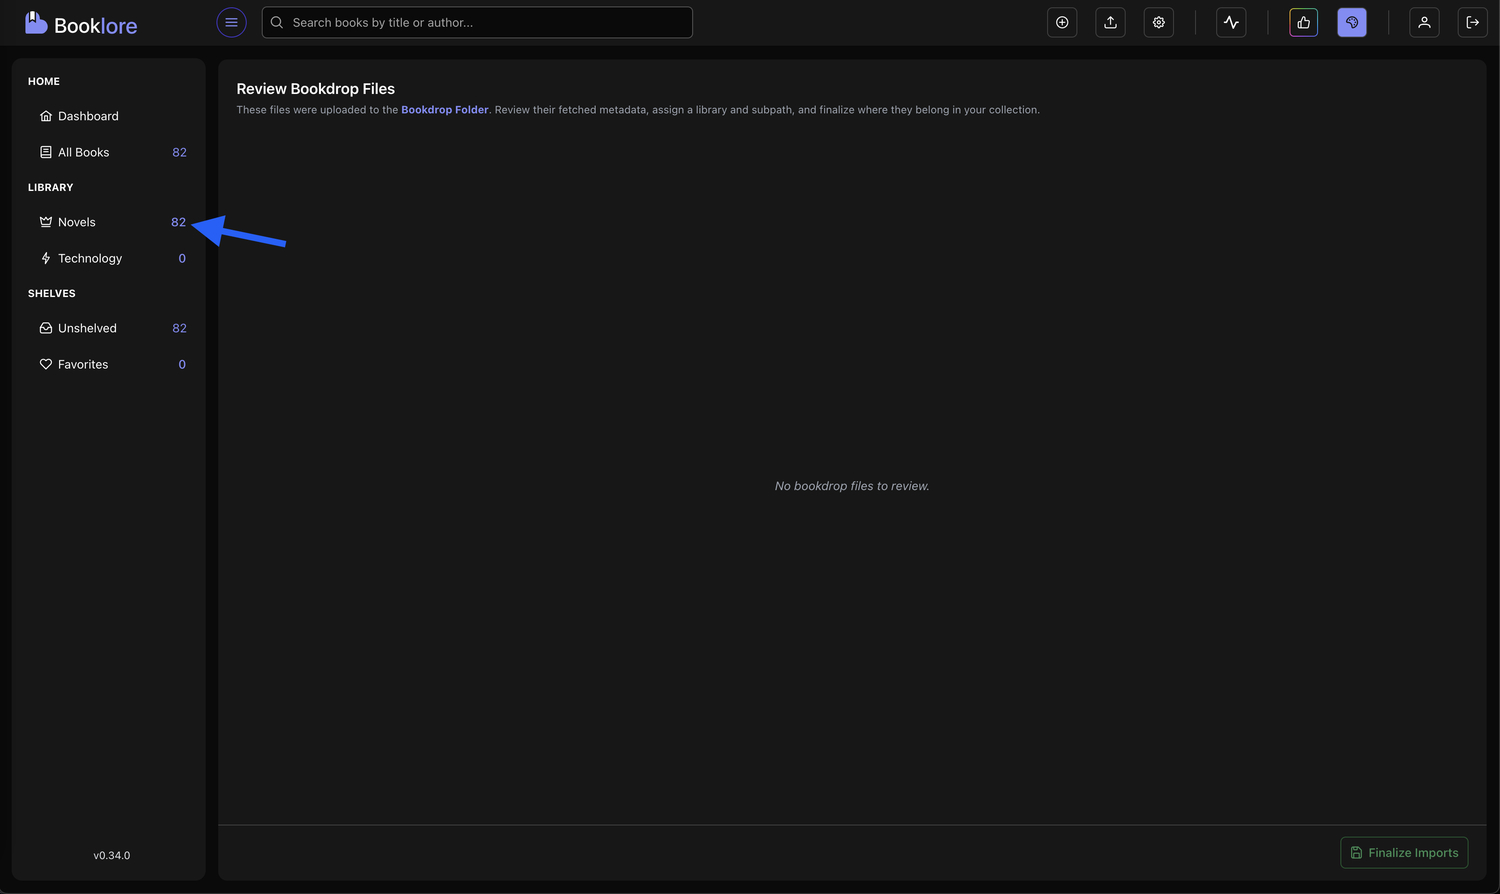 Booklore
Search books by title or author...
HOME
Dashboard
All Books 82
LIBRARY
Novels 82
Technology 0
SHELVES
Unshelved 82
Favorites 0
v0.34.0
Review Bookdrop Files
These files were uploaded to the Bookdrop Folder. Review their fetched metadata, assign a library and subpath, and finalize where they belong in your collection.
No bookdrop files to review.
Finalize Imports